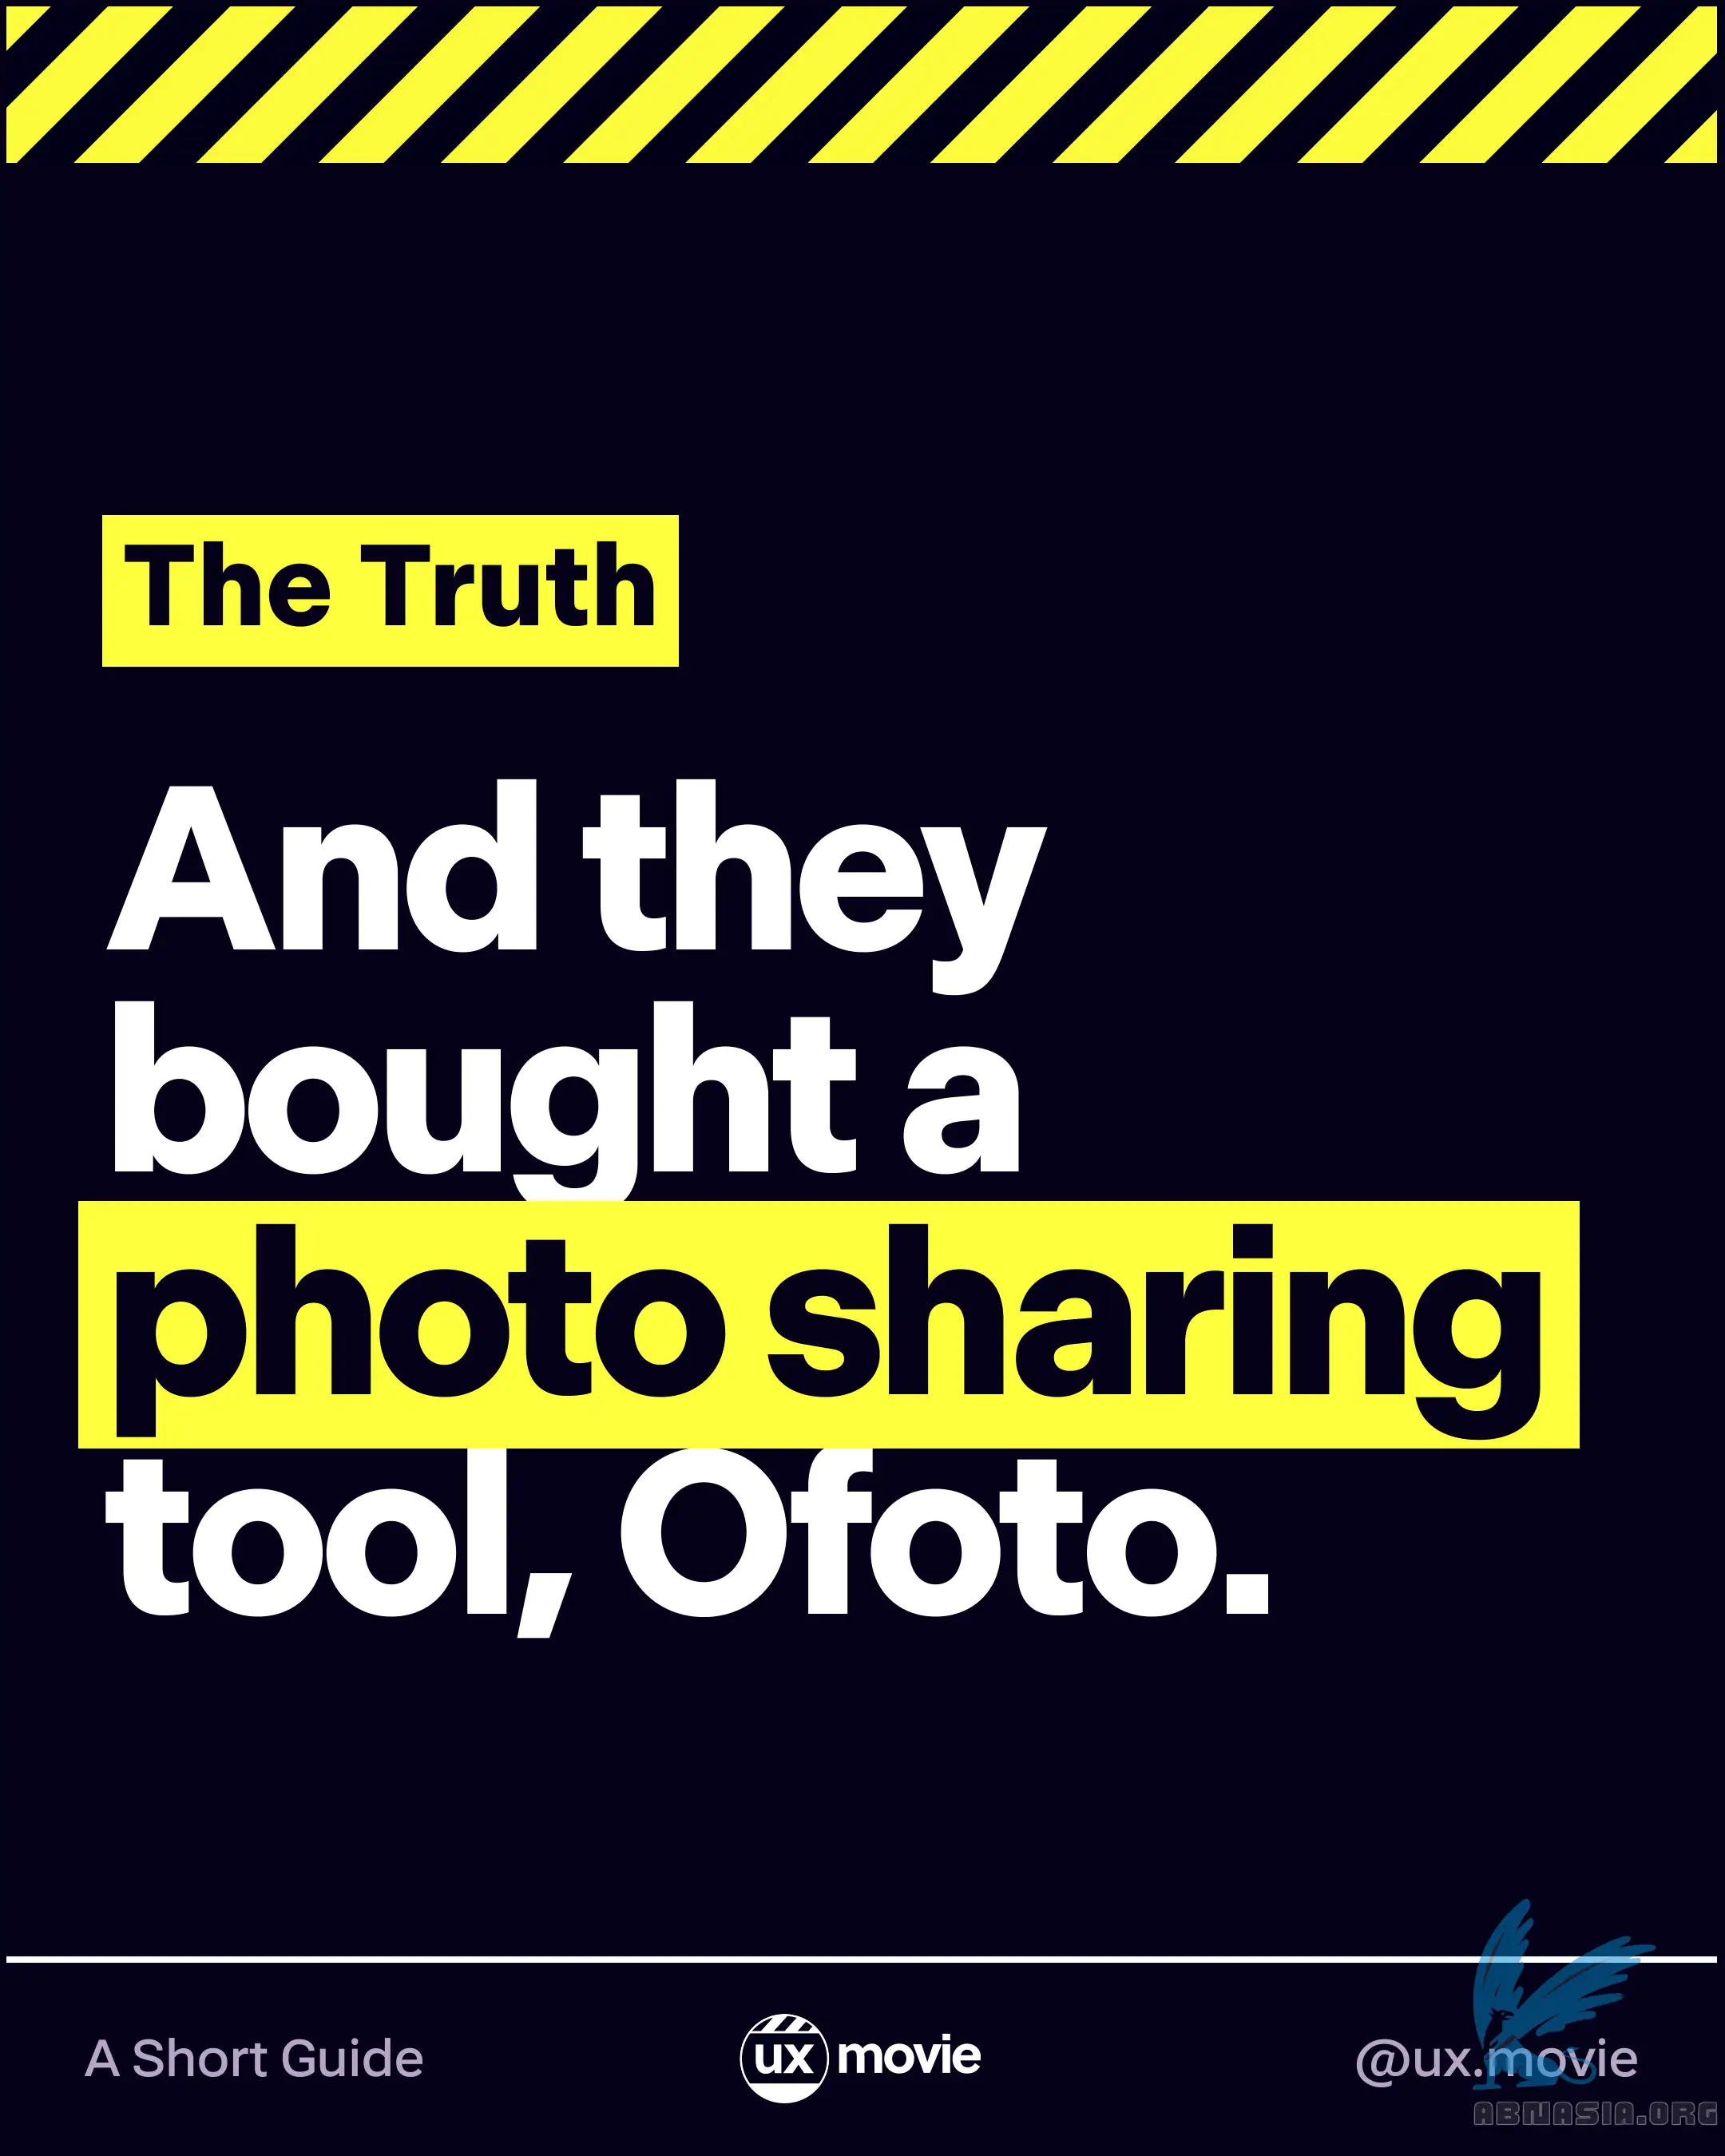 The Truth
And they
bought a
photo sharing
tool, Ofoto.
A Short Guide
ux movie
@ux.movie
ABNASIA.ORG